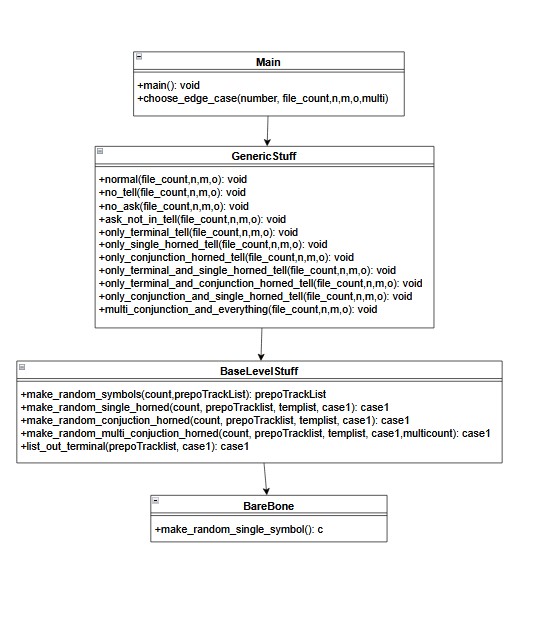 Main
+main(): void
+choose_edge_case(number, file_count,n,m,o,multi)
GenericStuff
+normal(file_count,n,m,o): void
+no_tell(file_count,n,m,o): void
+no_ask(file_count,n,m,o): void
+ask_not_in_tell(file_count,n,m,o): void
+only_terminal_tell(file_count,n,m,o): void
+only_single_horned_tell(file_count,n,m,o): void
+only_conjunction_horned_tell(file_count,n,m,o): void
+only_terminal_and_single_horned_tell(file_count,n,m,o): void
+only_terminal_and_conjunction_horned_tell(file_count,n,m,o): void
+only_conjunction_and_single_horned_tell(file_count,n,m,o): void
+multi_conjunction_and_everything(file_count,n,m,o): void
BaseLevelStuff
+make_random_symbols(count,prepoTrackList): prepoTrackList
+make_random_single_horned(count, prepoTracklist, templist, case1): case1
+make_random_conjuction_horned(count, prepoTracklist, templist, case1): case1
+make_random_multi_conjuction_horned(count, prepoTracklist, templist, case1,multicount): case1
+list_out_terminal(prepoTracklist, case1): case1
BareBone
+make_random_single_symbol(): c